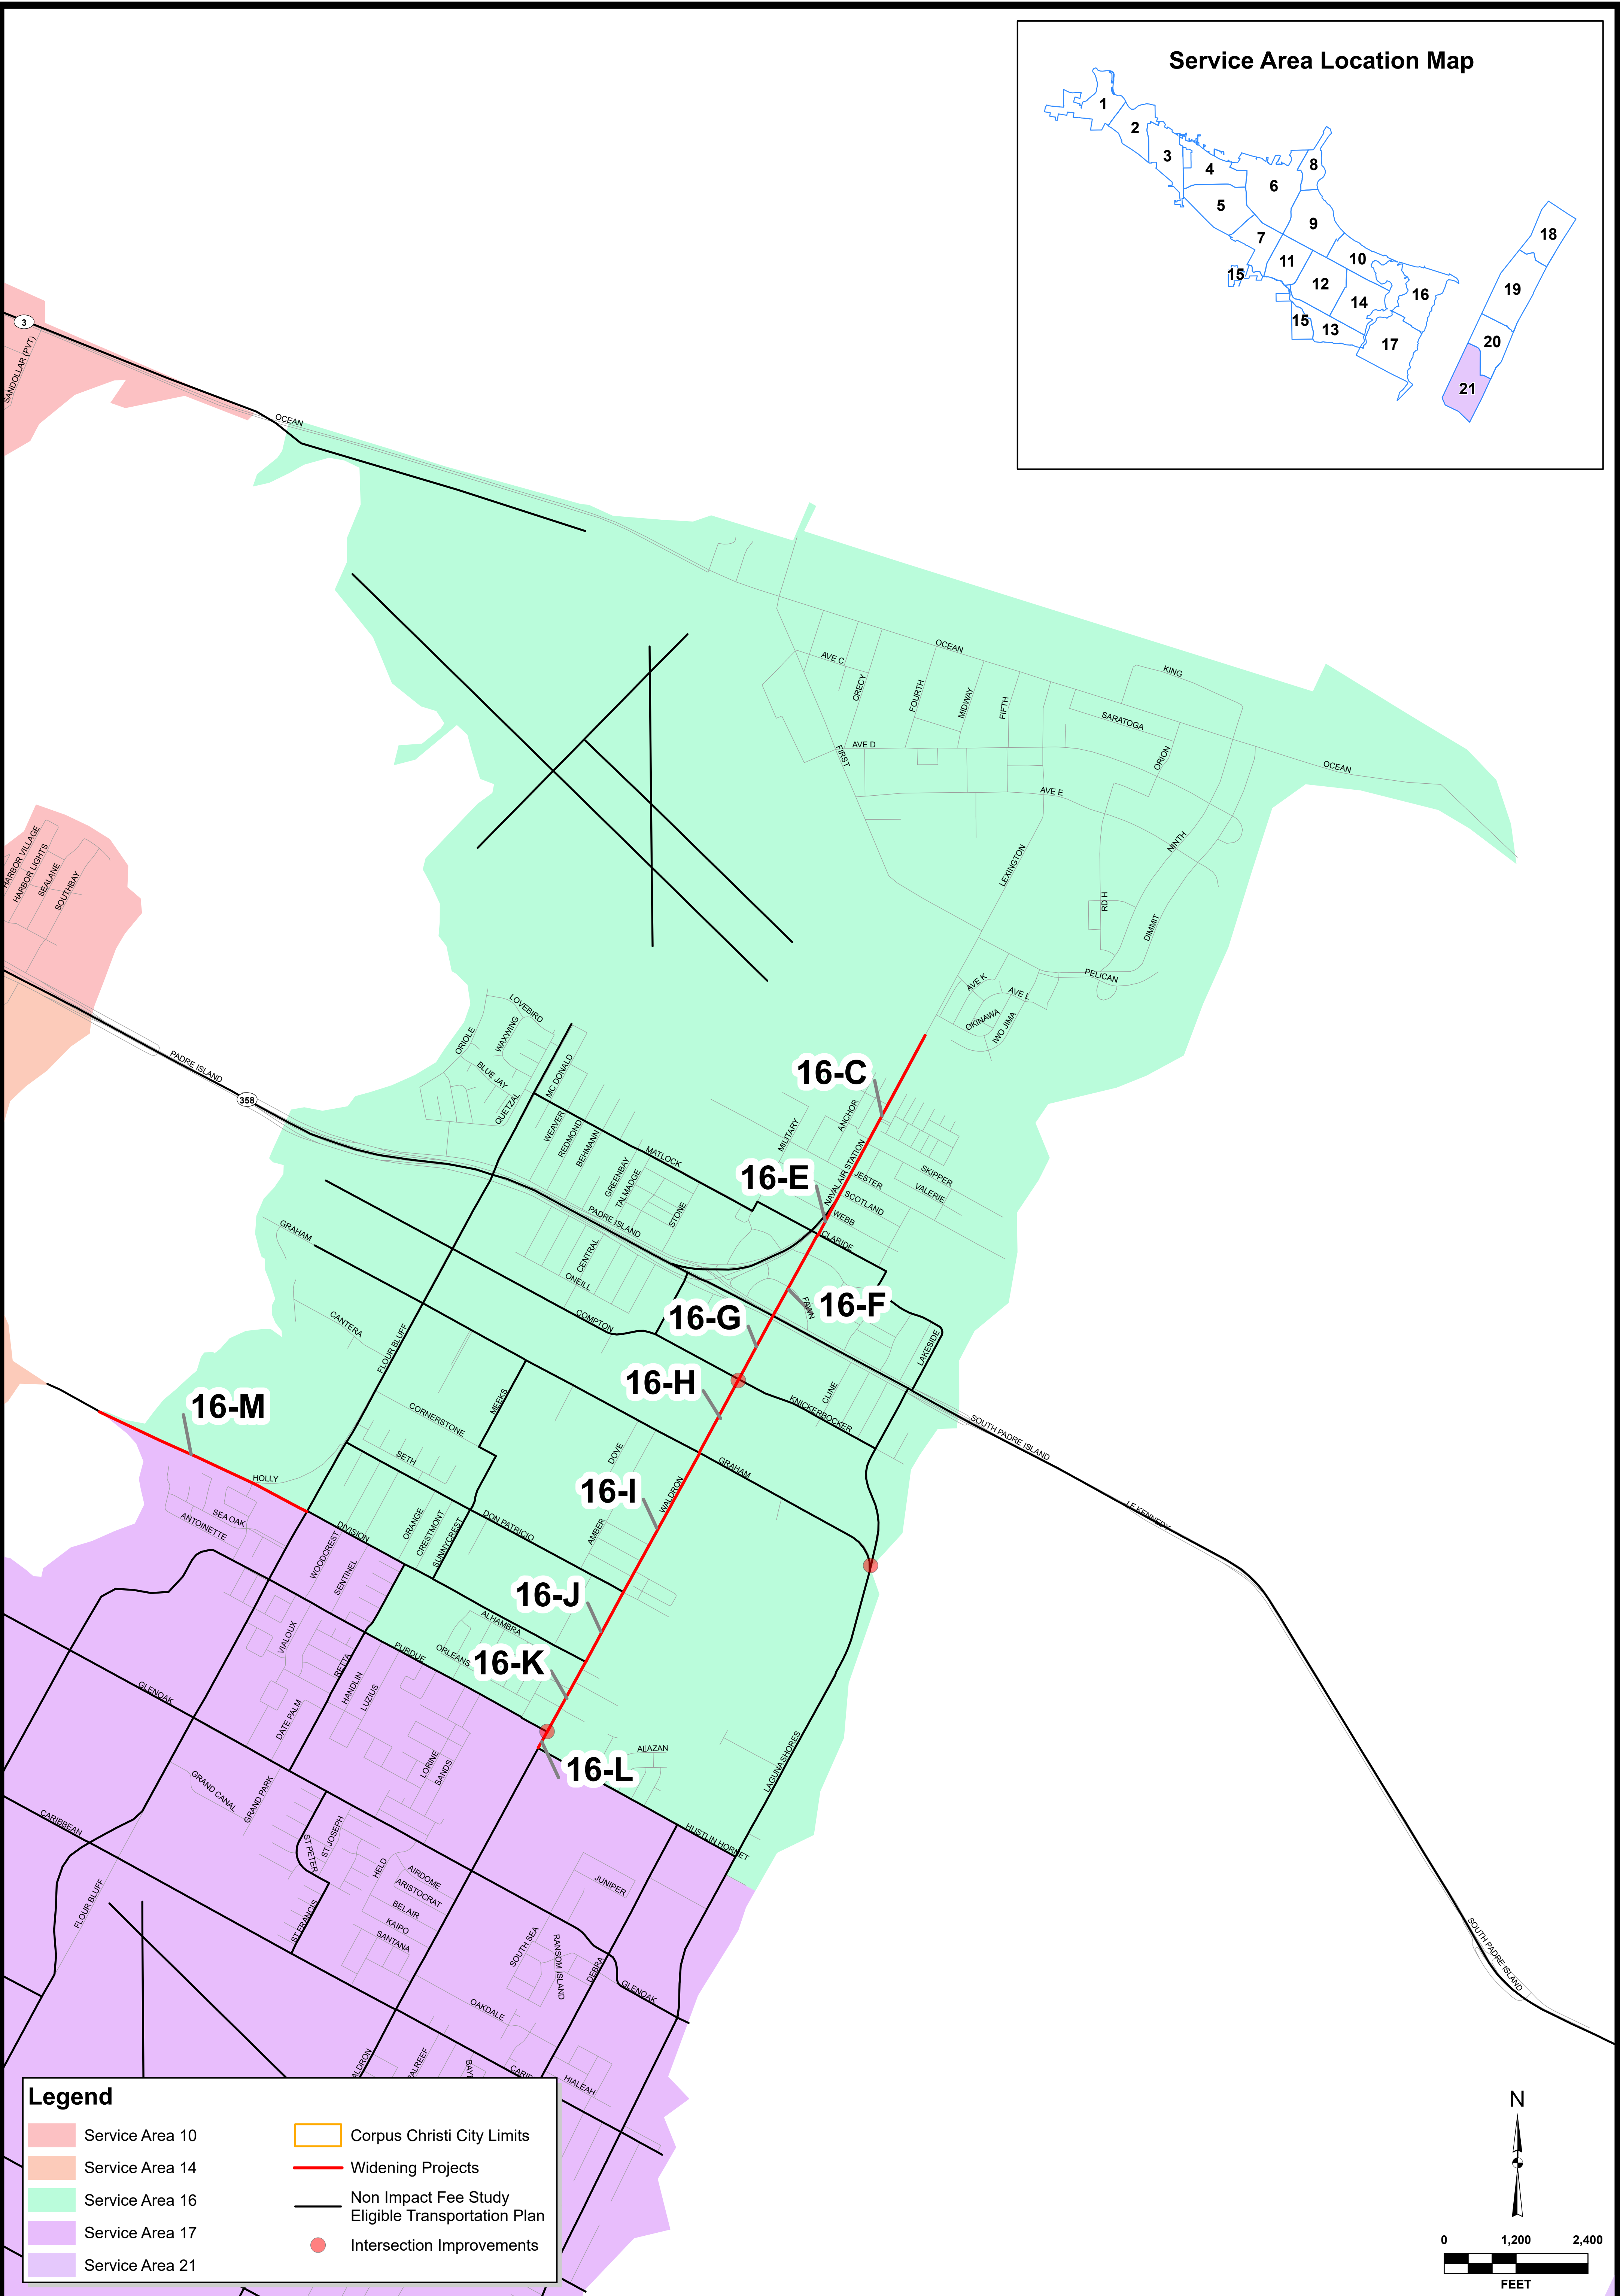 Service Area Location Map
1
2
3
4
5
6
7
8
9
10
11
12
13
14
15
15
16
17
18
19
20
21
3
SANDOLLAR (PVT)
OCEAN
OCEAN
KING
AVE C
CRECY
FOURTH
MIDWAY
FIFTH
SARATOGA
FIRST
AVE D
ORION
OCEAN
AVE E
NINTH
LEXINGTON
HARBOR VILLAGE
HARBOR LIGHTS
SEALANE
SOUTHBAY
RD H
DIMMIT
PELICAN
AVE K
AVE L
OKINAWA
IWO JIMA
LOVEBIRD
ORIOLE
WAXWING
BLUE JAY
QUETZAL
MC DONALD
PADRE ISLAND
358
16-C
WEAVER
REDMOND
BEHMANN
MATLOCK
MILITARY
ANCHOR
NAVAL AIR STATION
16-E
GREENBAY
TALMADGE
STONE
JESTER
SKIPPER
VALERIE
SCOTLAND
WEBB
CLARIDE
PADRE ISLAND
GRAHAM
CENTRAL
ONEILL
COMPTON
16-G
FAWN
16-F
CANTERA
FLOUR BLUFF
LAKESIDE
16-H
CLINE
KNICKERBOCKER
16-M
MEEKS
CORNERSTONE
SOUTH PADRE ISLAND
SETH
DOVE
GRAHAM
HOLLY
16-I
WALDRON
SEA OAK
ANTOINETTE
DIVISION
ORANGE
CRESTMONT
SUNNYCREST
DON PATRICIO
AMBER
LE KENNEDY
WOODCREST
SENTINEL
16-J
ALHAMBRA
VIALOUX
RETTA
PURDUE
ORLEANS
16-K
HANDLIN
LUZIUS
GLENOAK
DATE PALM
16-L
ALAZAN
LAGUNA SHORES
LORINE
SANDS
GRAND CANAL
GRAND PARK
CARIBBEAN
ST PETER
ST JOSEPH
HUSTLIN HORNET
HELD
AIRDOME
ARISTOCRAT
BELAIR
KAIPO
SANTANA
JUNIPER
FLOUR BLUFF
ST FRANCIS
SOUTH SEA
RANSOM ISLAND
DEBRA
GLENOAK
SOUTH PADRE ISLAND
OAKDALE
HIALEAH
Legend
Service Area 10
Service Area 14
Service Area 16
Service Area 17
Service Area 21
Corpus Christi City Limits
Widening Projects
Non Impact Fee Study
Eligible Transportation Plan
Intersection Improvements
N
0 1,200 2,400
FEET